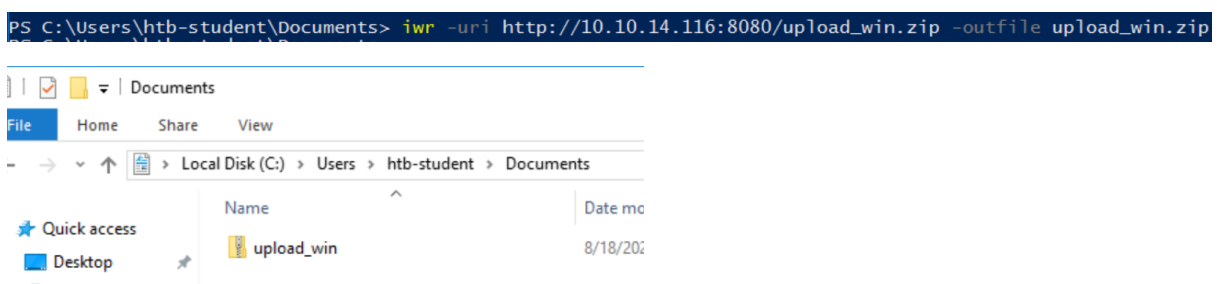 PS C:\Users\htb-student\Documents> iwr -uri http://10.10.14.116:8080/upload_win.zip -outfile upload_win.zip
Documents
File Home Share View
Local Disk (C:) > Users > htb-student > Documents
Name Date mo
Quick access
upload_win 8/18/202
Desktop